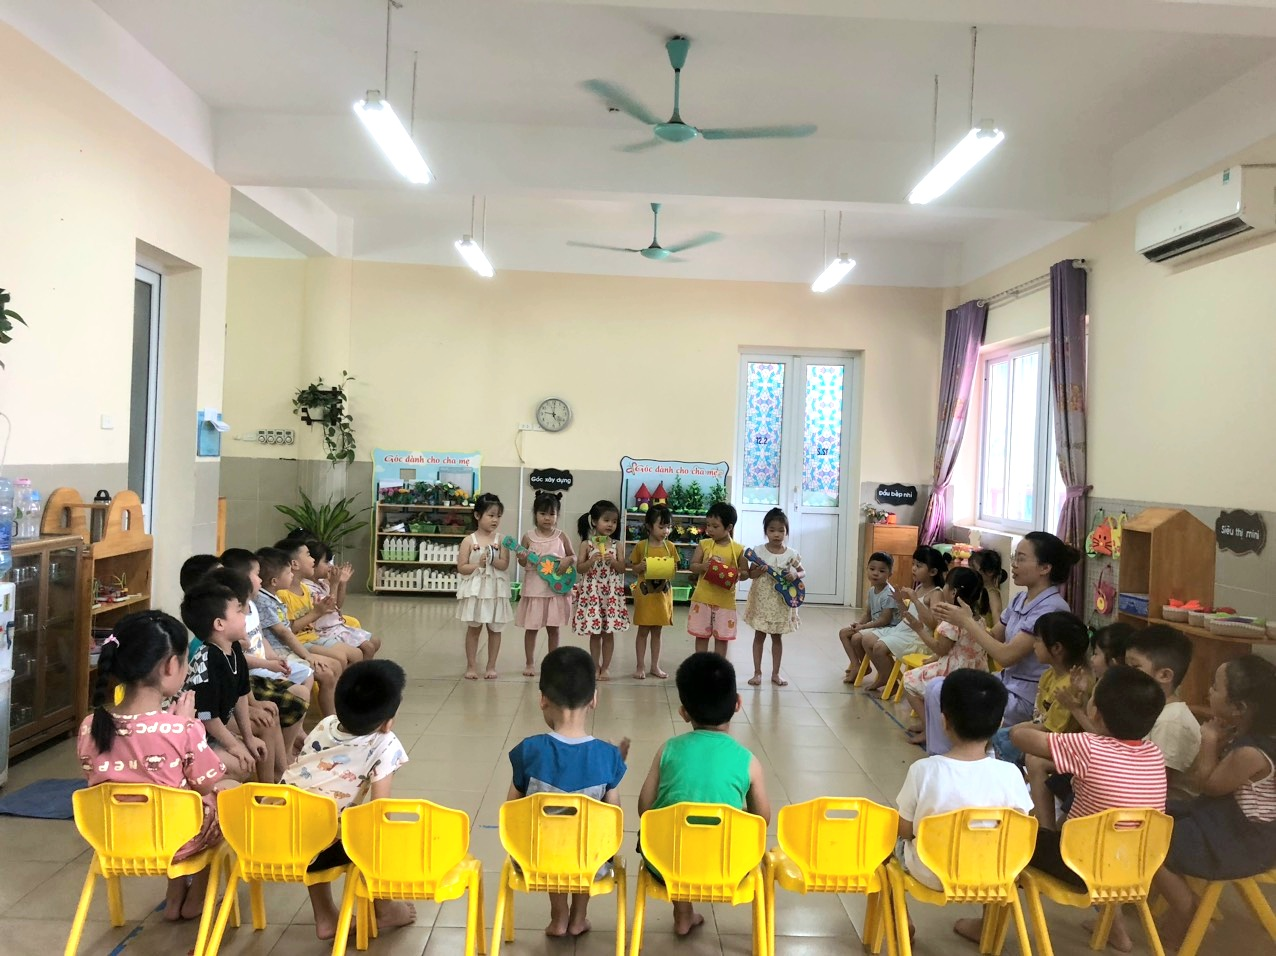 Góc dành cho cha mẹ
Góc xây dựng
Góc dành cho cha mẹ
Đầu bếp nhí
Siêu thị mini